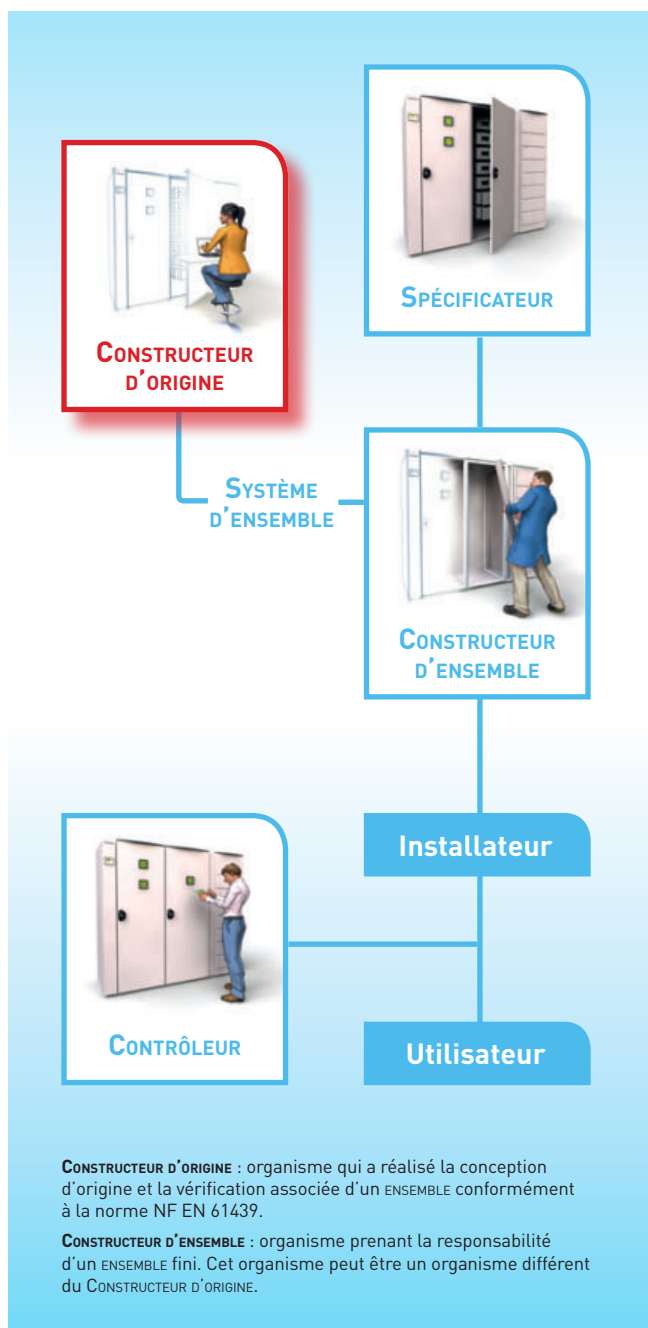 SPÉCIFICATEUR
CONSTRUCTEUR
D'ORIGINE
SYSTÈME
D'ENSEMBLE
CONSTRUCTEUR
D'ENSEMBLE
Installateur
CONTRÔLEUR
Utilisateur
CONSTRUCTEUR D'ORIGINE : organisme qui a réalisé la conception
d'origine et la vérification associée d'un ENSEMBLE conformément
à la norme NF EN 61439.
CONSTRUCTEUR D'ENSEMBLE : organisme prenant la responsabilité
d'un ENSEMBLE fini. Cet organisme peut être un organisme différent
du CONSTRUCTEUR D'ORIGINE.